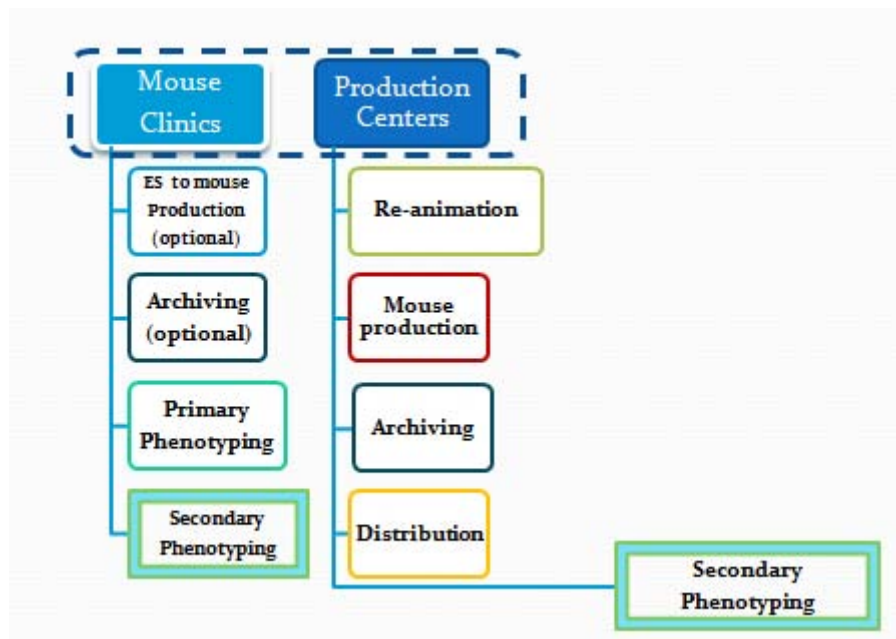 Mouse
Clinics
Production
Centers
ES to mouse
Production
(optional)
Re-animation
Archiving
(optional)
Mouse
production
Primary
Phenotyping
Archiving
Secondary
Phenotyping
Distribution
Secondary
Phenotyping